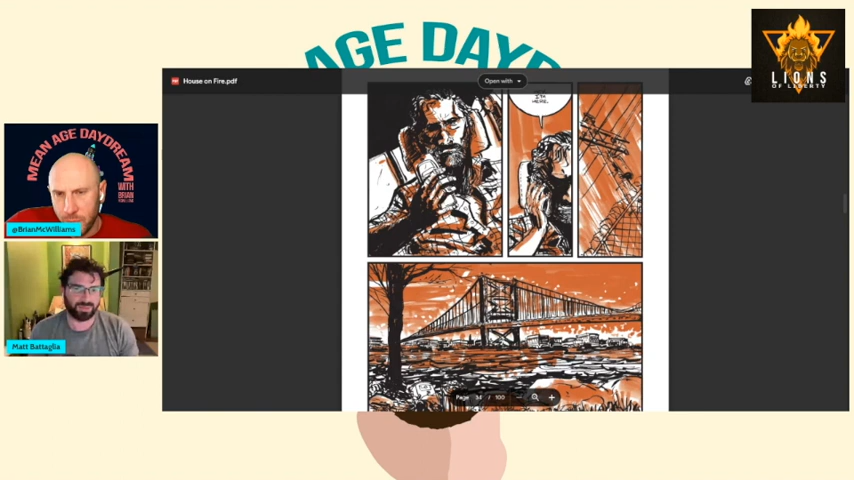 AGE DAYD
LIONS
OF LIBERTY
House on Fire.pdf
Open with
I'M
HERE.
MEAN AGE DAYDREAM
WITH
BRIAN
@BrianMcWilliams
Matt Battaglia
Page
/ 100